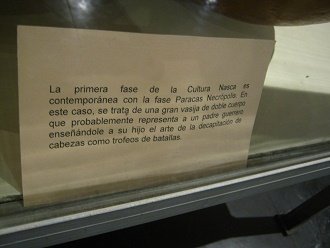 La primera fase de la Cultura Nasca es
contemporánea con la fase Paracas Necrópolis. En
este caso, se trata de una gran vasija de doble cuerpo
que probablemente representa a un padre guerrero
enseñándole a su hijo el arte de la decapitación de
cabezas como trofeos de batallas.